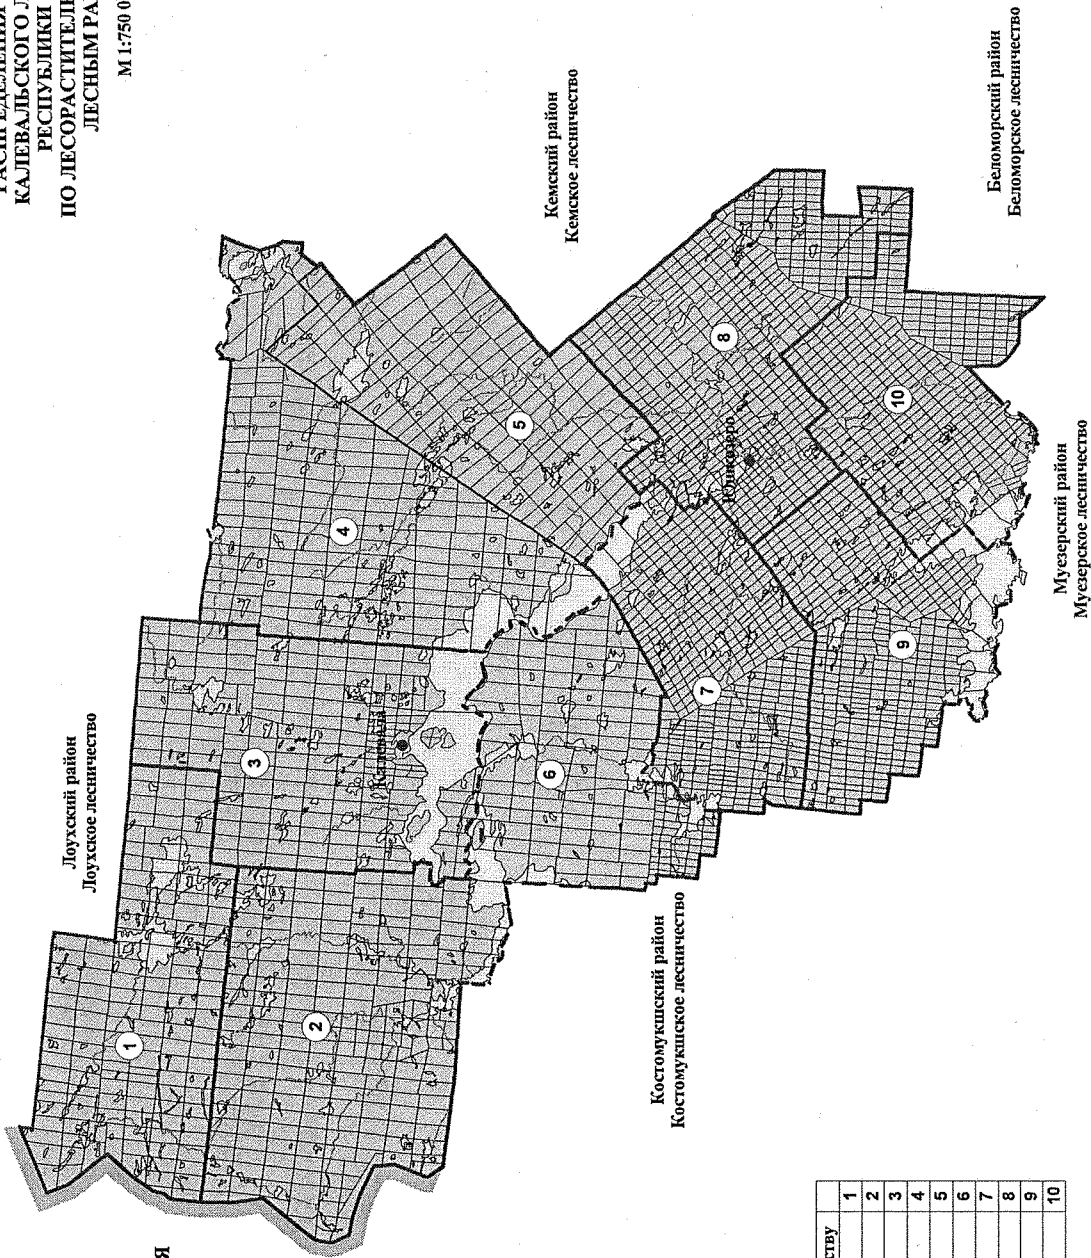 КАЛЕВАЛЬСКОГО Л
РЕСПУБЛИКИ
ПО ЛЕСОРАСТИТЕЛЬ
ЛЕСНЫМ РА
М 1:750 0
Лоухский район
Лоухское лесничество
Кемский район
Кемское лесничество
Беломорский район
Беломорское лесничество
Муезерский район
Муезерское лесничество
Костомукшский район
Костомукшское лесничество
Калевала
Юшкозеро
1
2
3
4
5
6
7
8
9
10
Я
ству
1
2
3
4
5
6
7
8
9
10